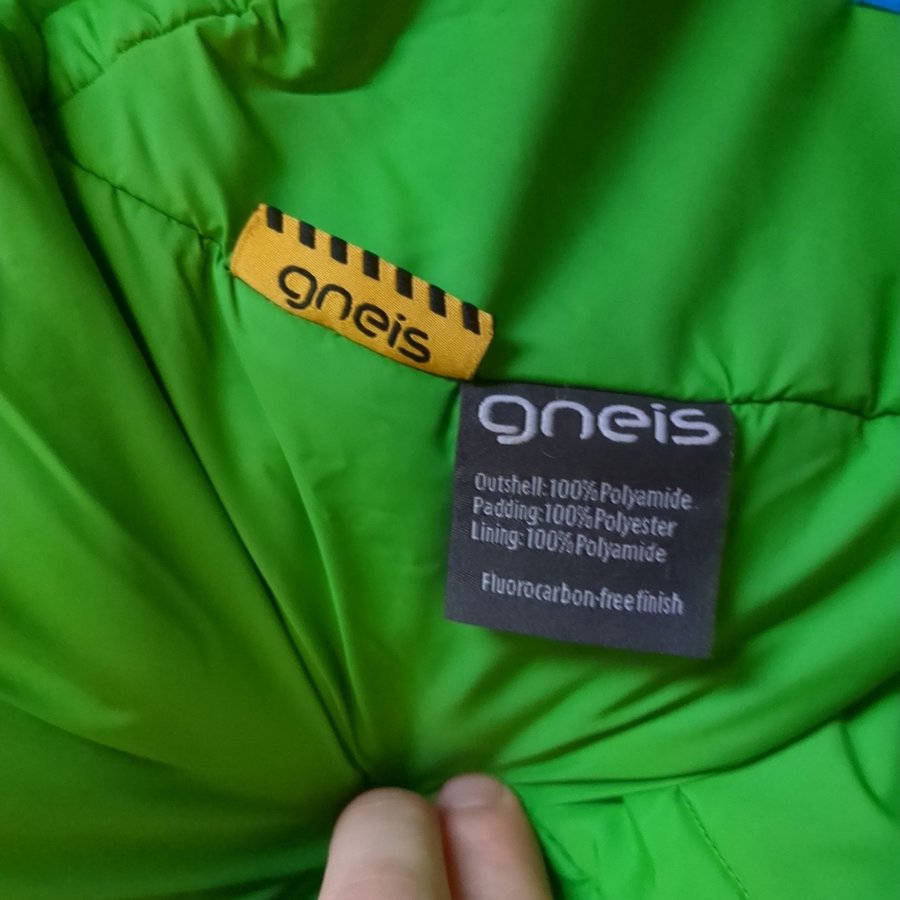 gneis
gneis
Outshell:100%Polyamide
Padding:100%Polyester
Lining:100%Polyamide
Fluorocarbon-free finish